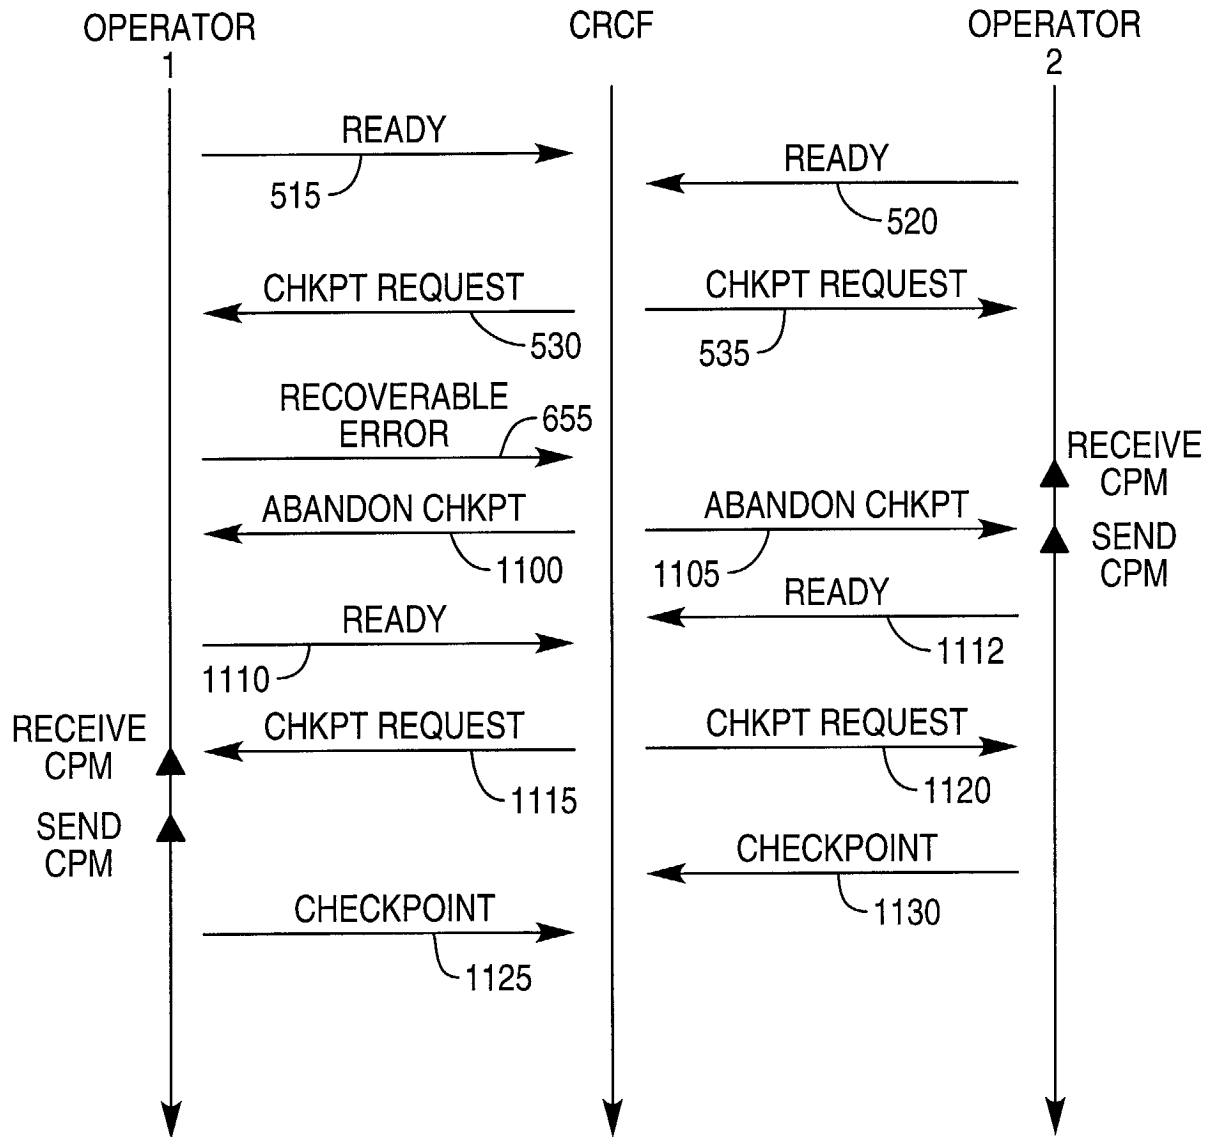 OPERATOR
1
CRCF
OPERATOR
2
READY
515
READY
520
CHKPT REQUEST
530
CHKPT REQUEST
535
RECOVERABLE
ERROR
655
RECEIVE
CPM
ABANDON CHKPT
1100
ABANDON CHKPT
1105
SEND
CPM
READY
1112
READY
1110
RECEIVE
CPM
CHKPT REQUEST
1115
CHKPT REQUEST
1120
SEND
CPM
CHECKPOINT
1130
CHECKPOINT
1125